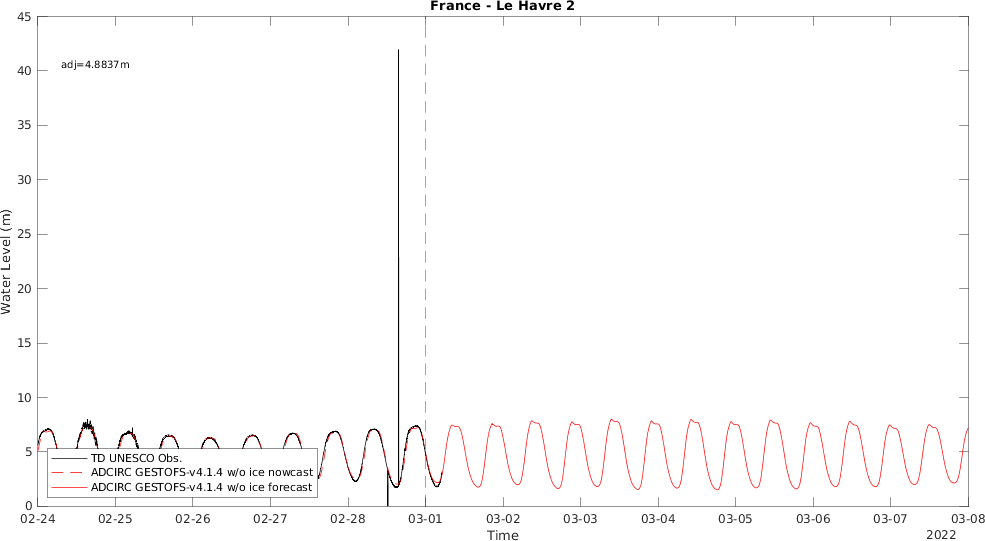 France - Le Havre 2
adj=4.8837m
45
40
35
30
25
20
15
10
5
0
Water Level (m)
TD UNESCO Obs.
ADCIRC GESTOFS-v4.1.4 w/o ice nowcast
ADCIRC GESTOFS-v4.1.4 w/o ice forecast
02-24 02-25 02-26 02-27 02-28 03-01 03-02 03-03 03-04 03-05 03-06 03-07 03-08
Time
2022